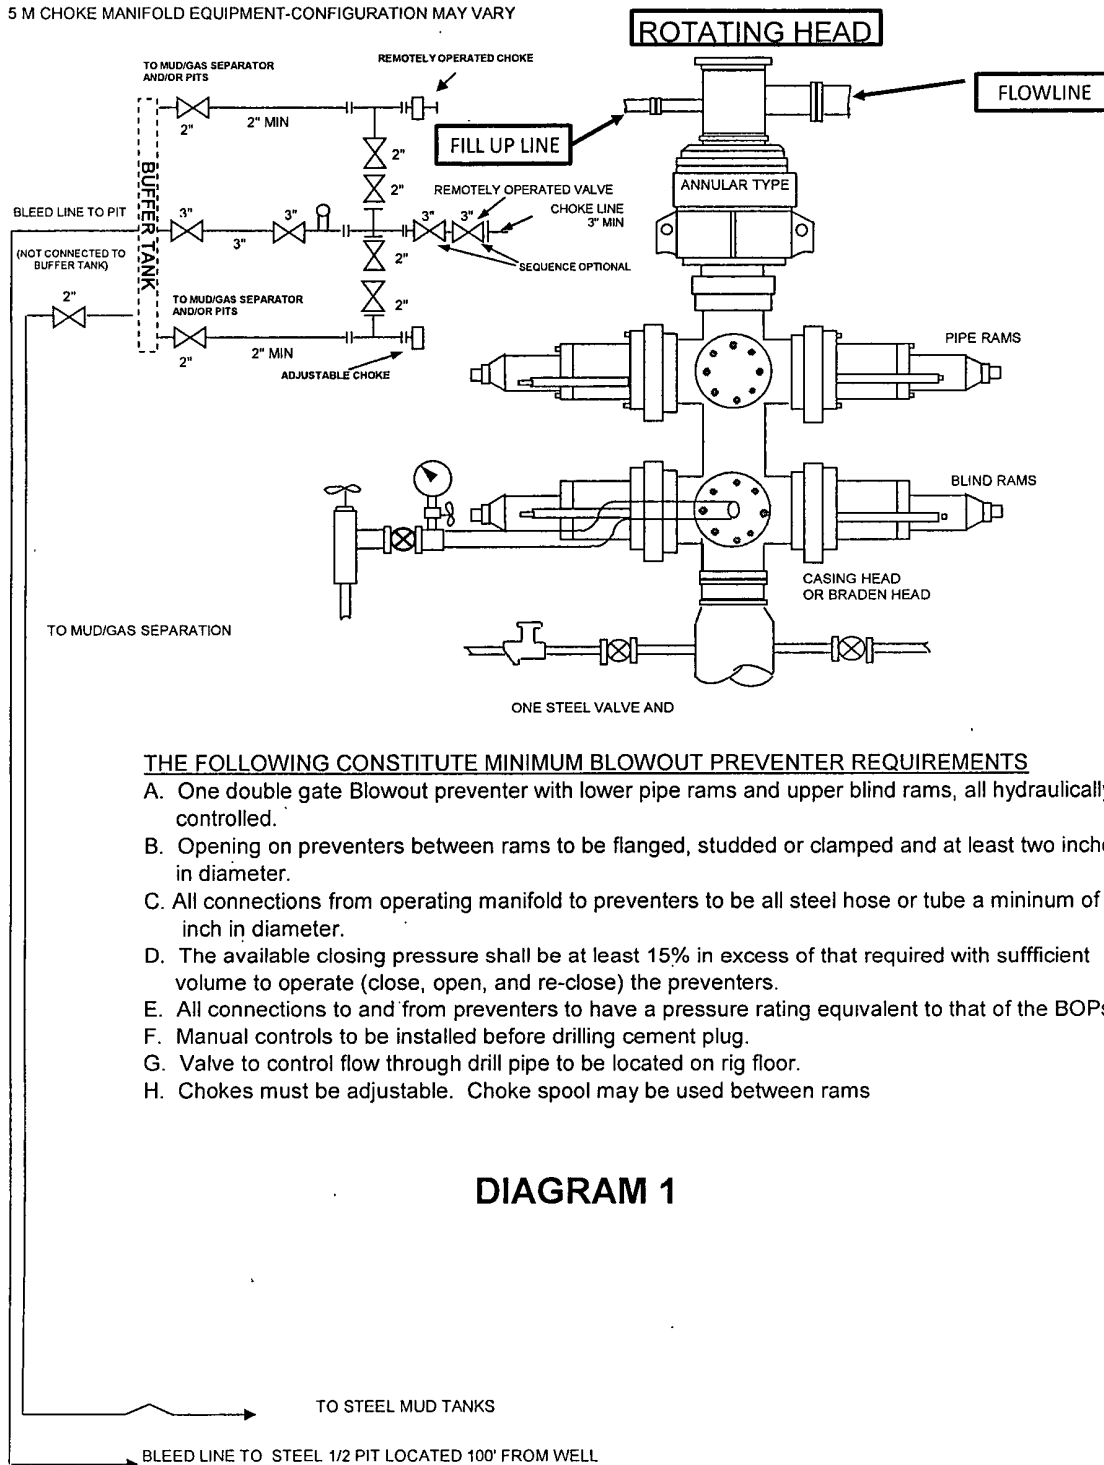 5 M CHOKE MANIFOLD EQUIPMENT-CONFIGURATION MAY VARY
ROTATING HEAD
REMOTELY OPERATED CHOKE
TO MUD/GAS SEPARATOR
AND/OR PITS
FLOWLINE
2"
2" MIN
FILL UP LINE
2"
2"
BUFFER TANK
ANNULAR TYPE
REMOTELY OPERATED VALVE
CHOKE LINE
3" MIN
BLEED LINE TO PIT
3"
3"
3"
3"
3"
(NOT CONNECTED TO
BUFFER TANK)
2"
SEQUENCE OPTIONAL
2"
TO MUD/GAS SEPARATOR
AND/OR PITS
2"
2"
2" MIN
ADJUSTABLE CHOKE
PIPE RAMS
BLIND RAMS
CASING HEAD
OR BRADEN HEAD
TO MUD/GAS SEPARATION
ONE STEEL VALVE AND
THE FOLLOWING CONSTITUTE MINIMUM BLOWOUT PREVENTER REQUIREMENTS
A. One double gate Blowout preventer with lower pipe rams and upper blind rams, all hydraulically
controlled.
B. Opening on preventers between rams to be flanged, studded or clamped and at least two inche
in diameter.
C. All connections from operating manifold to preventers to be all steel hose or tube a mininum of
inch in diameter.
D. The available closing pressure shall be at least 15% in excess of that required with suffficient
volume to operate (close, open, and re-close) the preventers.
E. All connections to and from preventers to have a pressure rating equivalent to that of the BOPs
F. Manual controls to be installed before drilling cement plug.
G. Valve to control flow through drill pipe to be located on rig floor.
H. Chokes must be adjustable. Choke spool may be used between rams
DIAGRAM 1
TO STEEL MUD TANKS
BLEED LINE TO STEEL 1/2 PIT LOCATED 100' FROM WELL